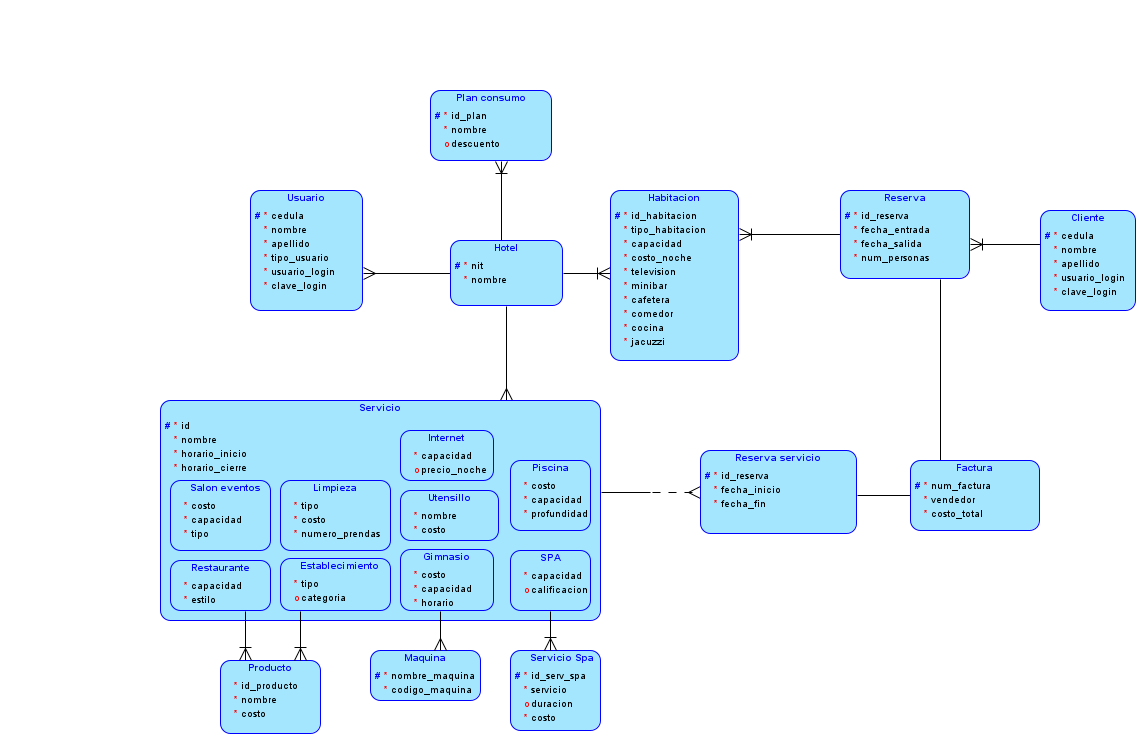 Plan consumo
# * id_plan
* nombre
o descuento
Usuario
# * cedula
* nombre
* apellido
* tipo_usuario
* usuario_login
* clave_login
Hotel
# * nit
* nombre
Habitacion
# * id_habitacion
* tipo_habitacion
* capacidad
* costo_noche
* television
* minibar
* cafetera
* comedor
* cocina
* jacuzzi
Reserva
# * id_reserva
* fecha_entrada
* fecha_salida
* num_personas
Cliente
# * cedula
* nombre
* apellido
* usuario_login
* clave_login
Servicio
# * id
* nombre
* horario_inicio
* horario_cierre
Internet
* capacidad
o precio_noche
Piscina
* costo
* capacidad
* profundidad
Salon eventos
* costo
* capacidad
* tipo
Limpieza
* tipo
* costo
* numero_prendas
Utensillo
* nombre
* costo
Restaurante
* capacidad
* estilo
Establecimiento
* tipo
o categoria
Gimnasio
* costo
* capacidad
* horario
SPA
* capacidad
o calificacion
Reserva servicio
# * id_reserva
* fecha_inicio
* fecha_fin
Factura
# * num_factura
* vendedor
* costo_total
Producto
* id_producto
* nombre
* costo
Maquina
# * nombre_maquina
* codigo_maquina
Servicio Spa
# * id_serv_spa
* servicio
o duracion
* costo